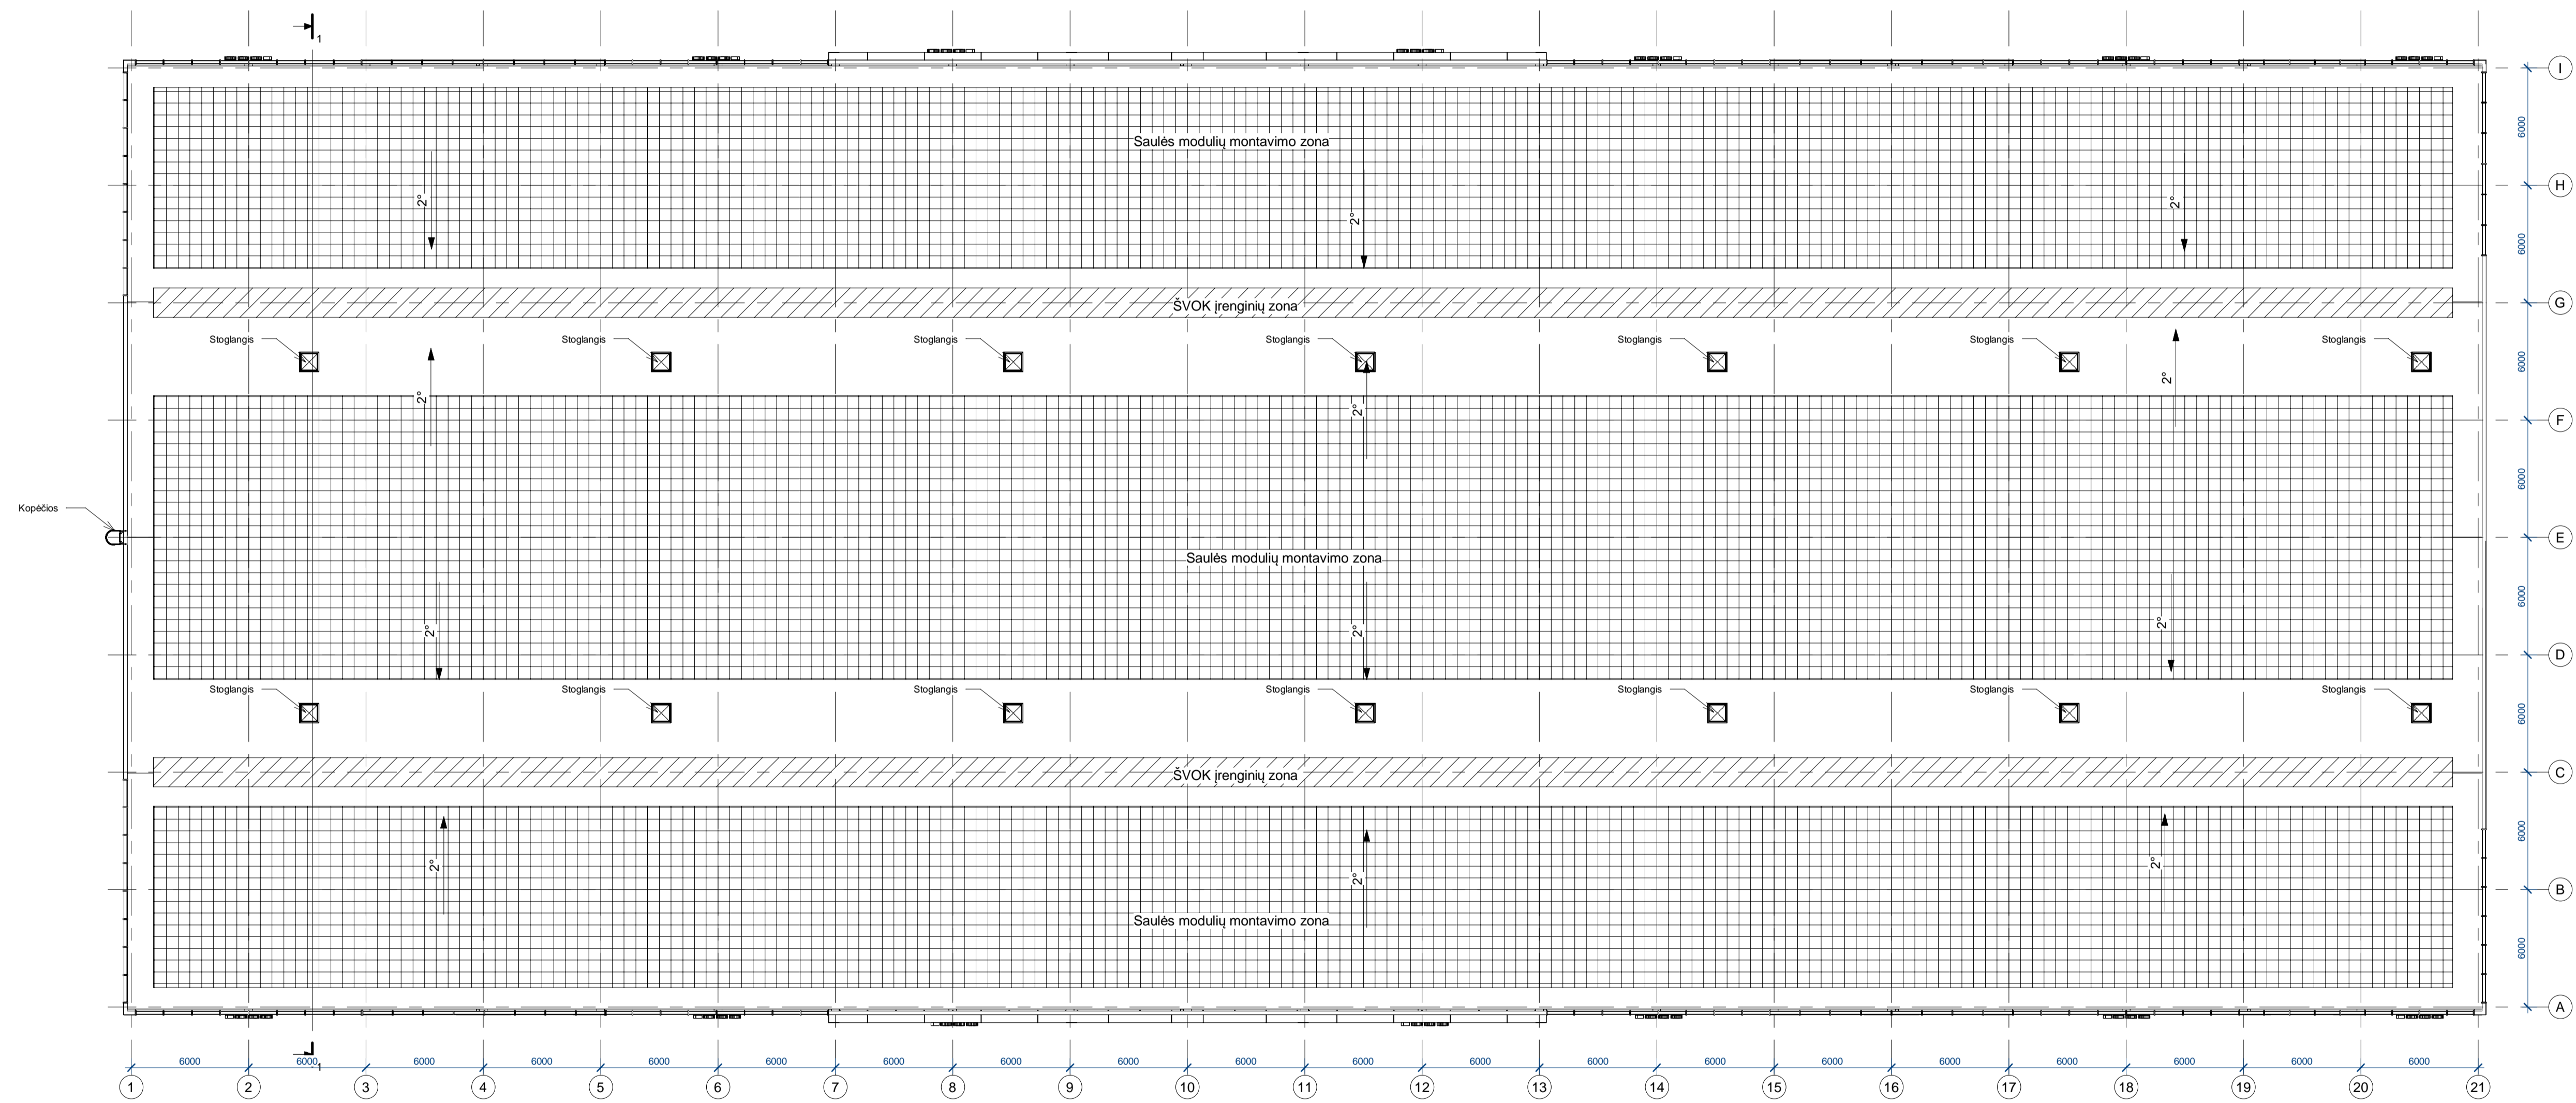 1
I
6000
Saulės modulių montavimo zona
2°
2°
2°
H
6000
G
ŠVOK įrenginių zona
Stoglangis
Stoglangis
Stoglangis
Stoglangis
Stoglangis
Stoglangis
Stoglangis
6000
2°
2°
2°
F
6000
Kopėčios
E
Saulės modulių montavimo zona
6000
2°
2°
2°
D
Stoglangis
Stoglangis
Stoglangis
Stoglangis
Stoglangis
Stoglangis
Stoglangis
6000
C
ŠVOK įrenginių zona
6000
2°
2°
2°
B
Saulės modulių montavimo zona
6000
A
6000 6000 6000 6000 6000 6000 6000 6000 6000 6000 6000 6000 6000 6000 6000 6000 6000 6000 6000 6000
1
1 2 3 4 5 6 7 8 9 10 11 12 13 14 15 16 17 18 19 20 21